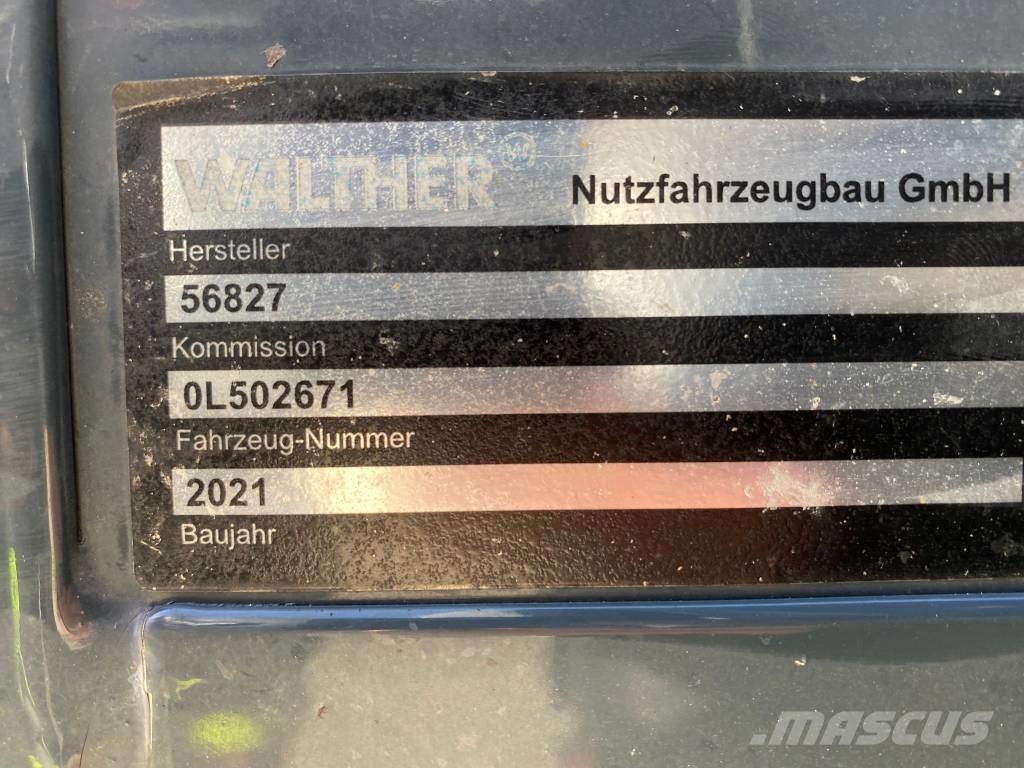 WALTHER W Nutzfahrzeugbau GmbH
Hersteller
56827
Kommission
0L502671
Fahrzeug-Nummer
2021
Baujahr
MASCUS